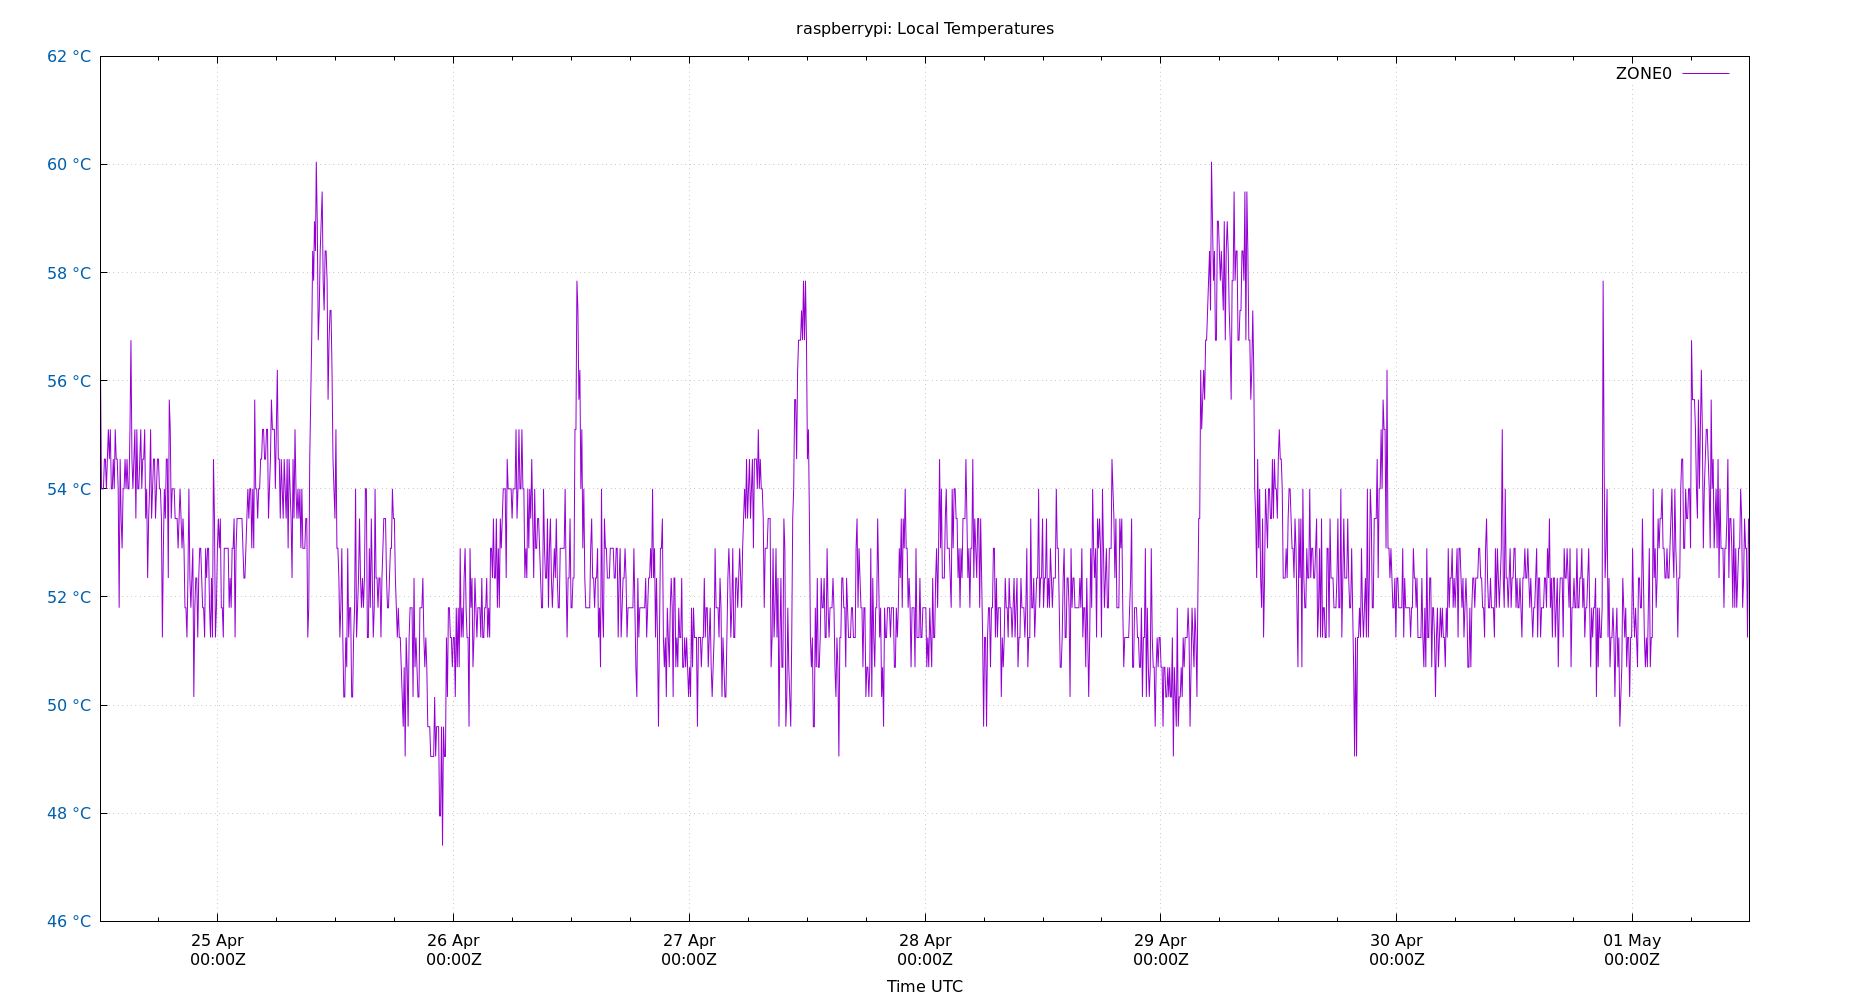 raspberrypi: Local Temperatures
62 °C
ZONE0
60 °C
58 °C
56 °C
54 °C
52 °C
50 °C
48 °C
46 °C
25 Apr 26 Apr 27 Apr 28 Apr 29 Apr 30 Apr 01 May
00:00Z 00:00Z 00:00Z 00:00Z 00:00Z 00:00Z 00:00Z
Time UTC